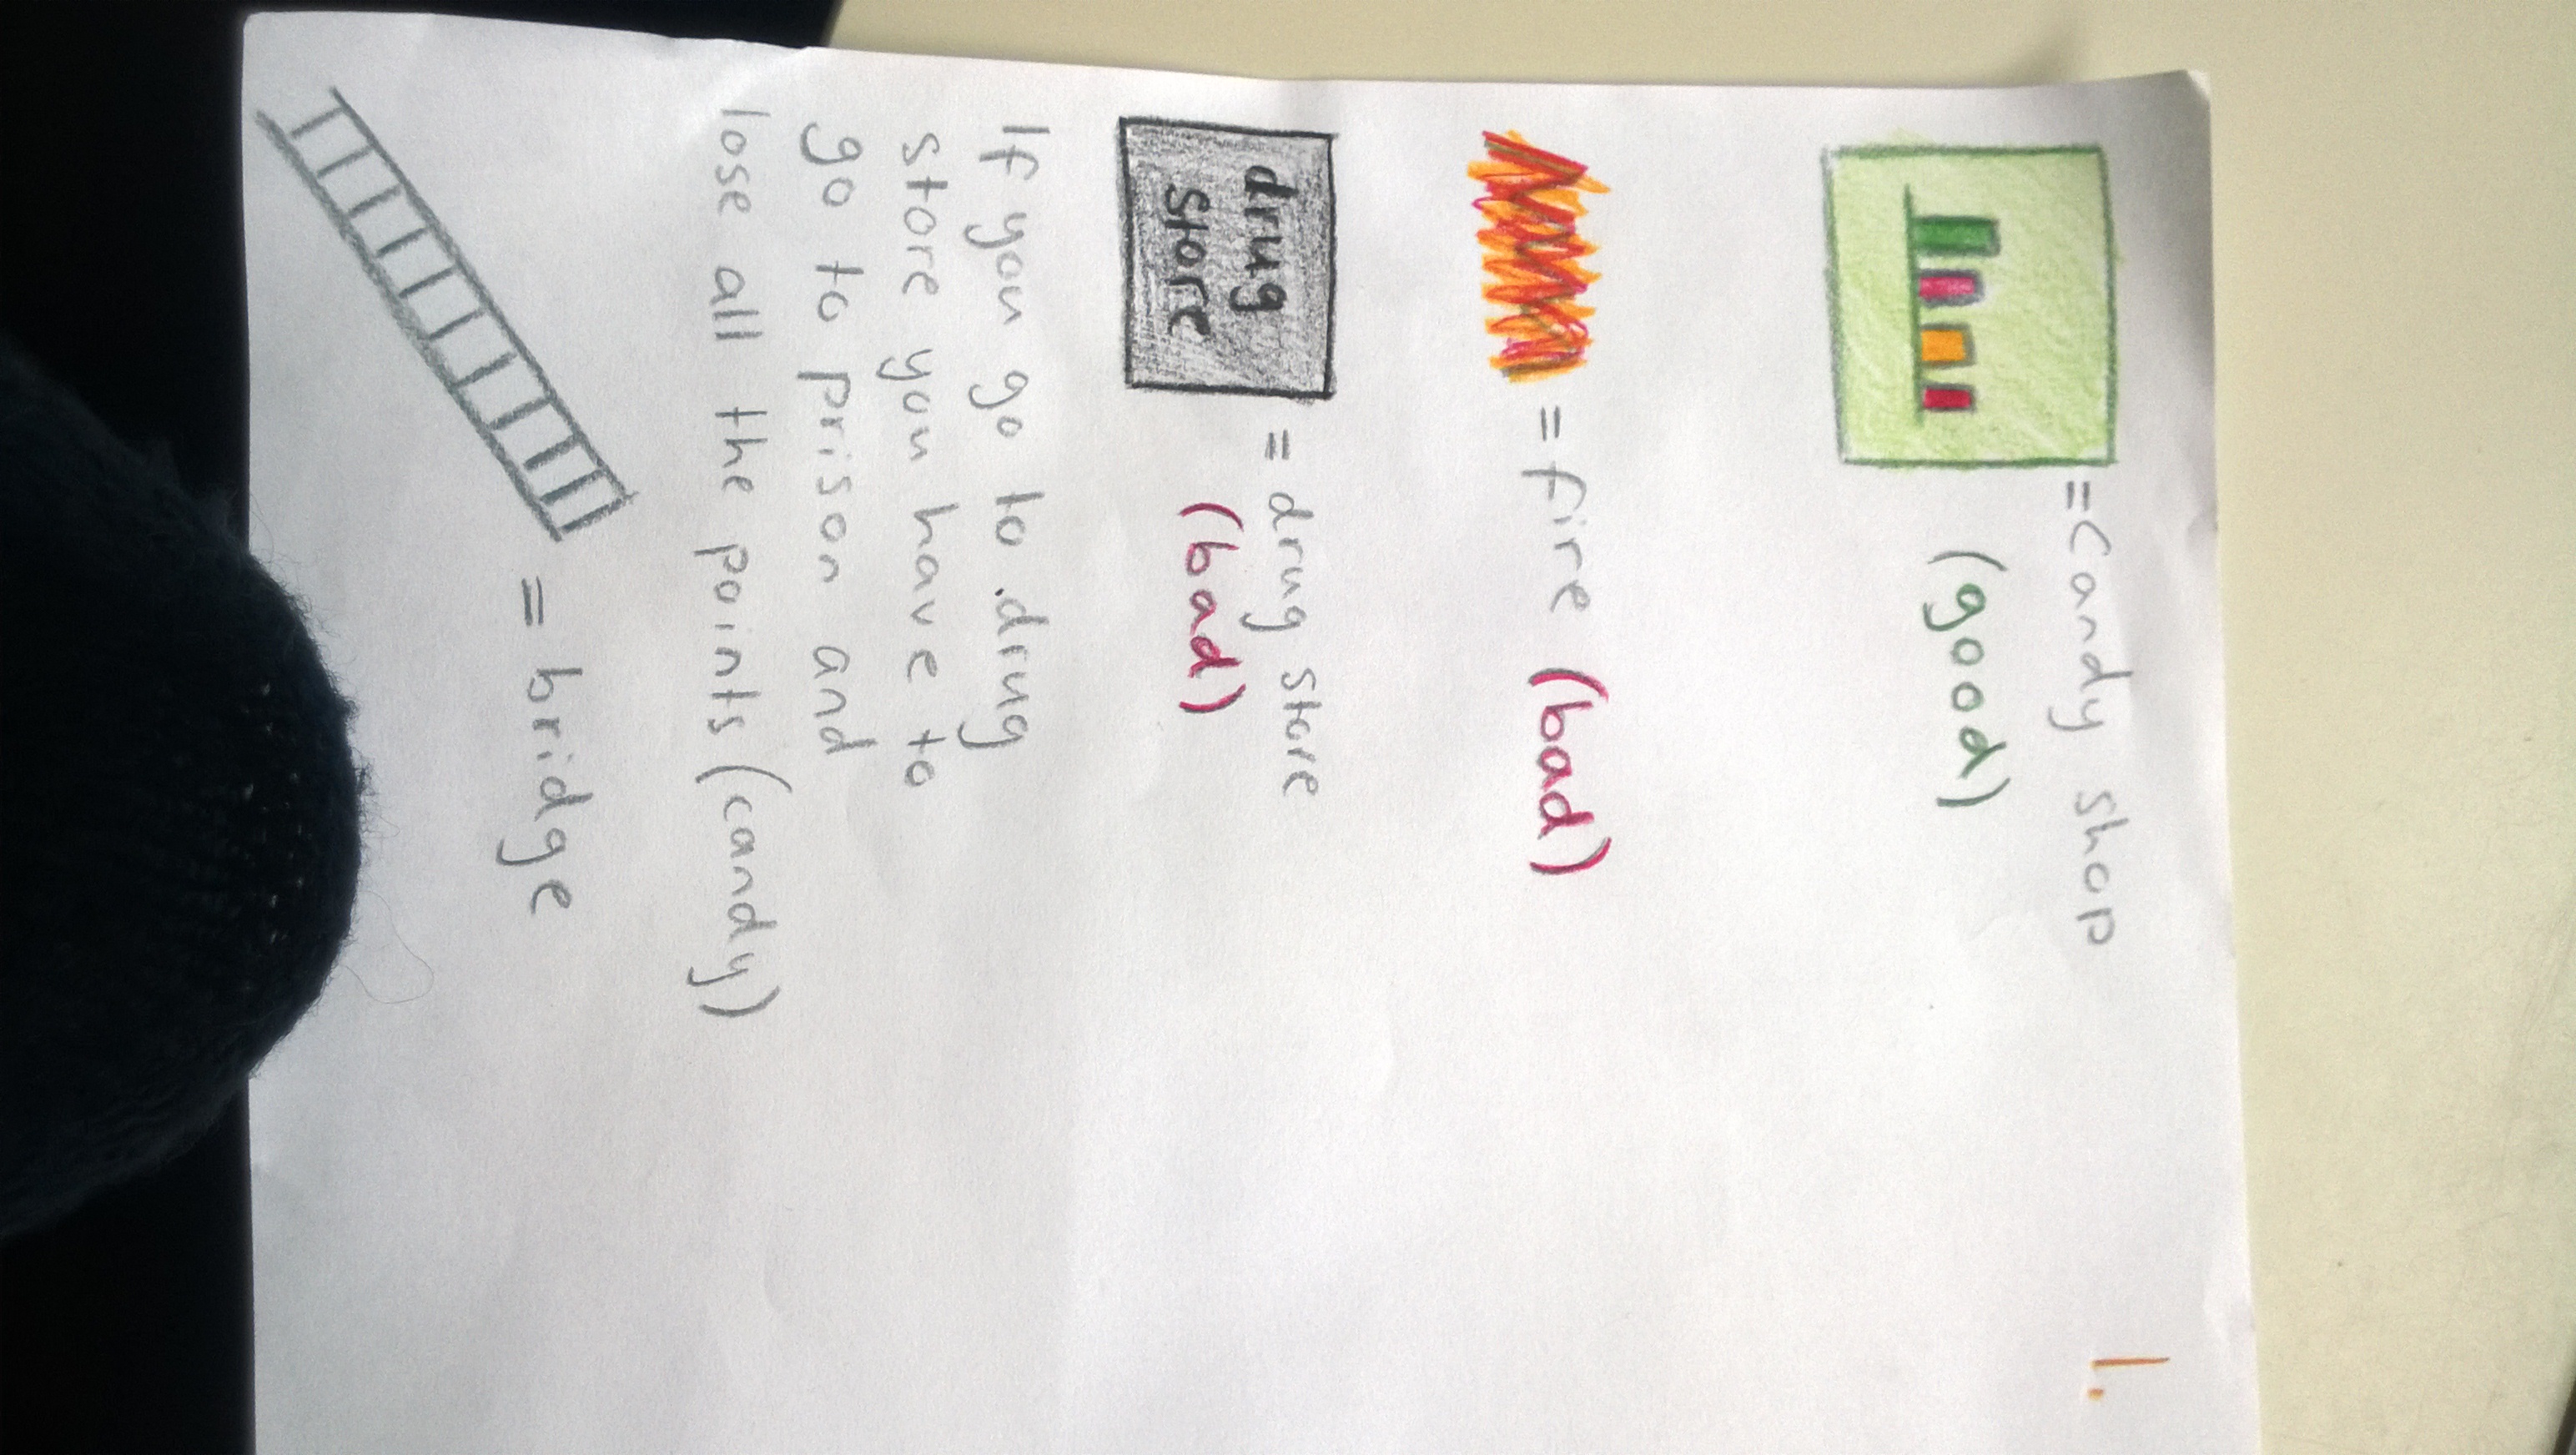 1.
=Candy shop
(good)
=fire (bad)
drug
store
= drug store
(bad)
If you go to drug
store you have to
go to prison and
lose all the points (candy)
= bridge